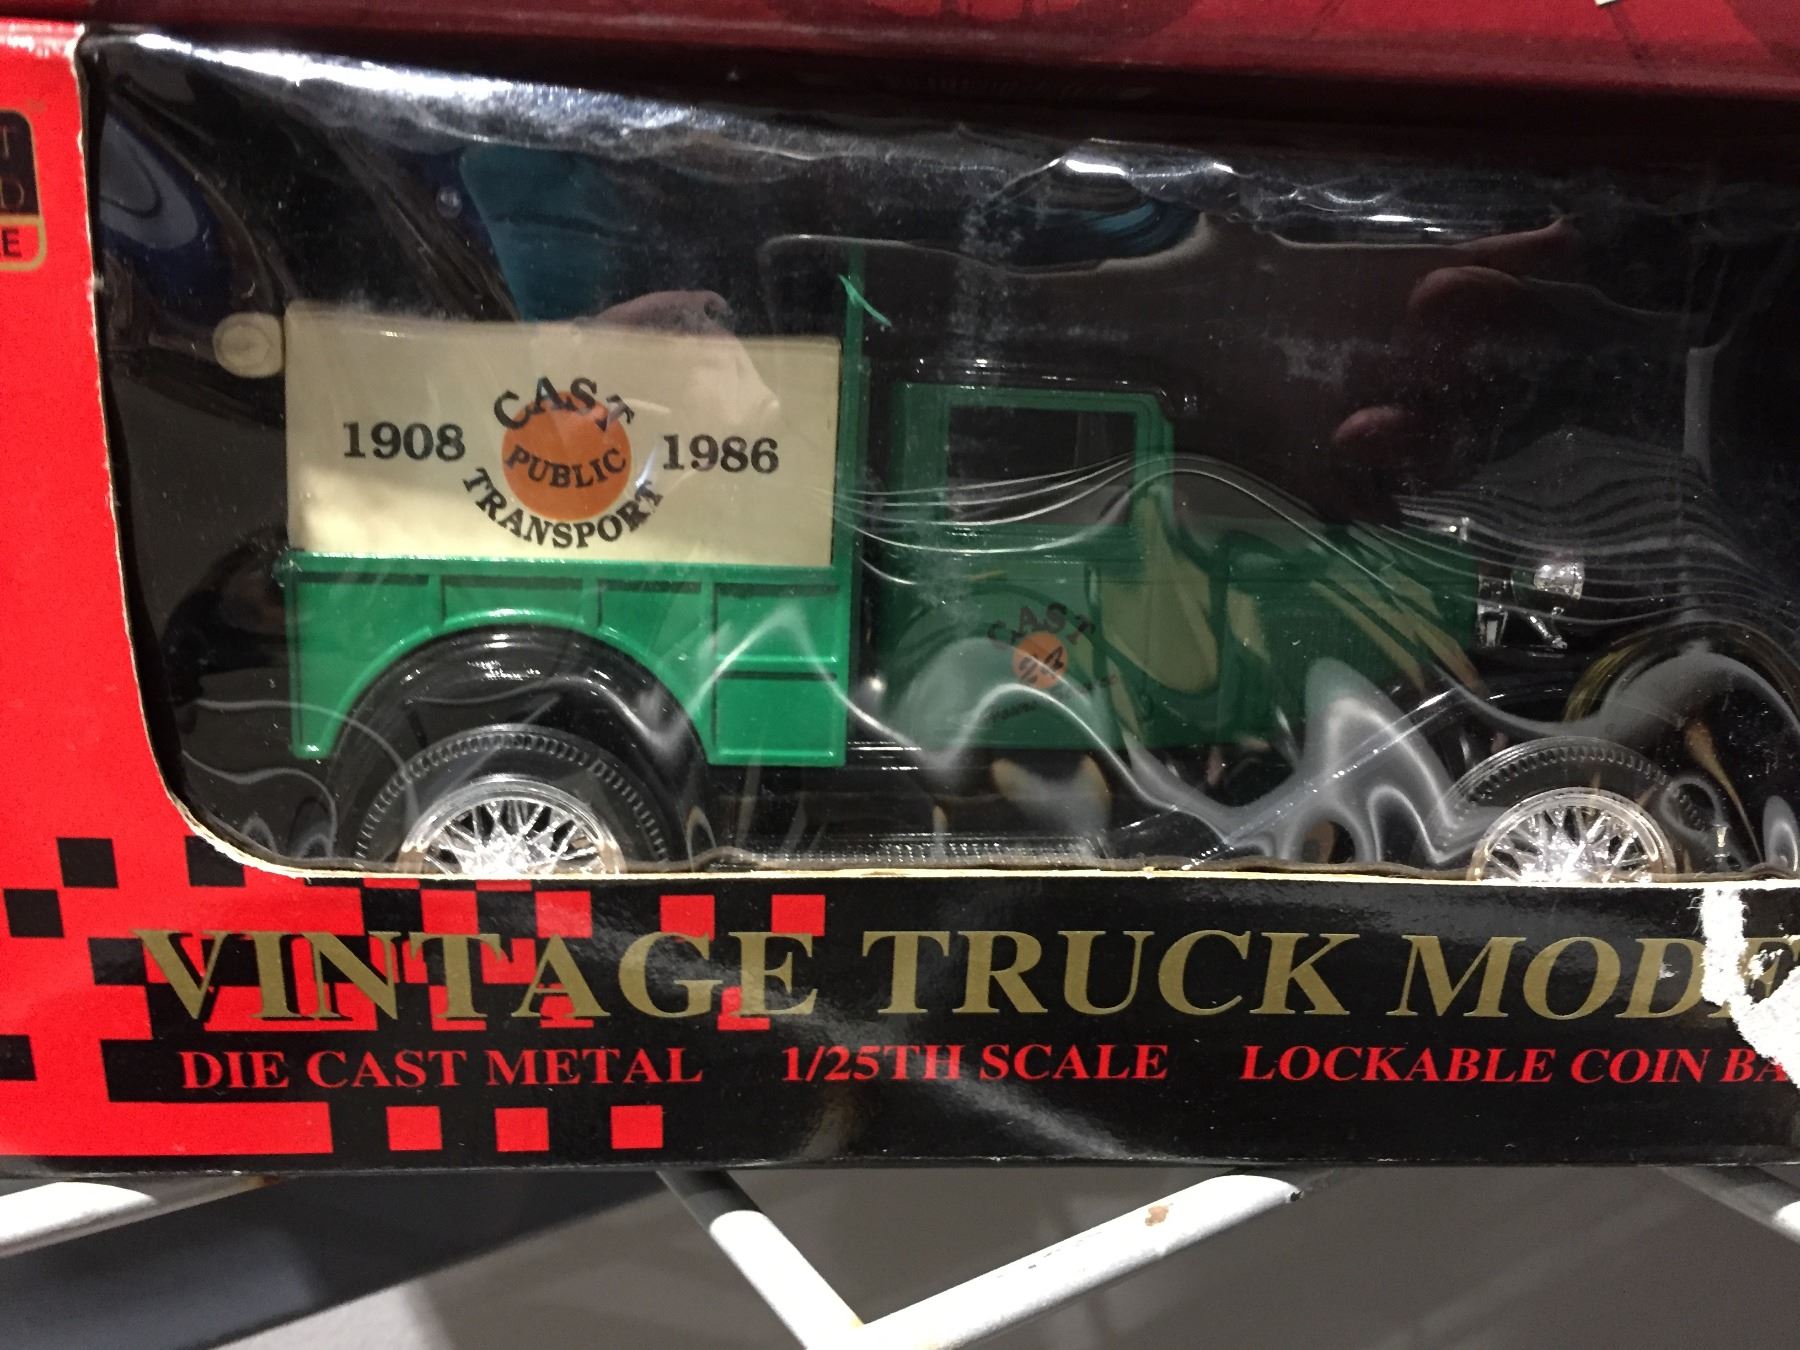 T
D
E
CAST
1908 PUBLIC 1986
TRANSPORT
CAST
VINTAGE TRUCK MODE
DIE CAST METAL 1/25TH SCALE LOCKABLE COIN BA